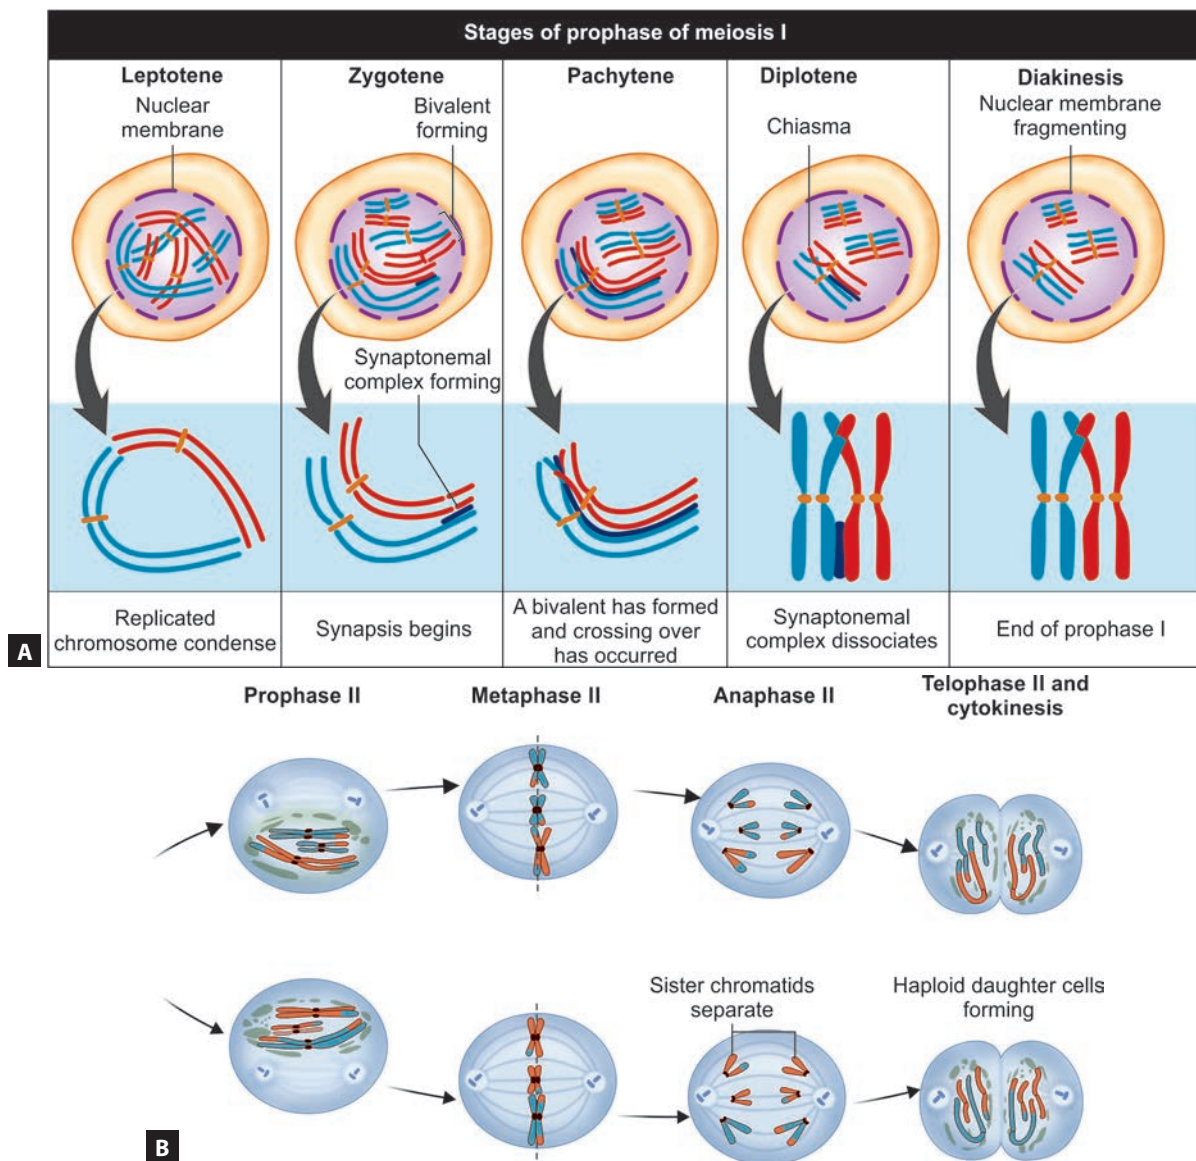 Stages of prophase of meiosis I
Leptotene
Zygotene
Pachytene
Diplotene
Diakinesis
Nuclear
membrane
Bivalent
forming
Chiasma
Nuclear membrane
fragmenting
Synaptonemal
complex forming
Replicated
chromosome condense
Synapsis begins
A bivalent has formed
and crossing over
has occurred
Synaptonemal
complex dissociates
End of prophase I
A
Prophase II
Metaphase II
Anaphase II
Telophase II and
cytokinesis
Sister chromatids
separate
Haploid daughter cells
forming
B